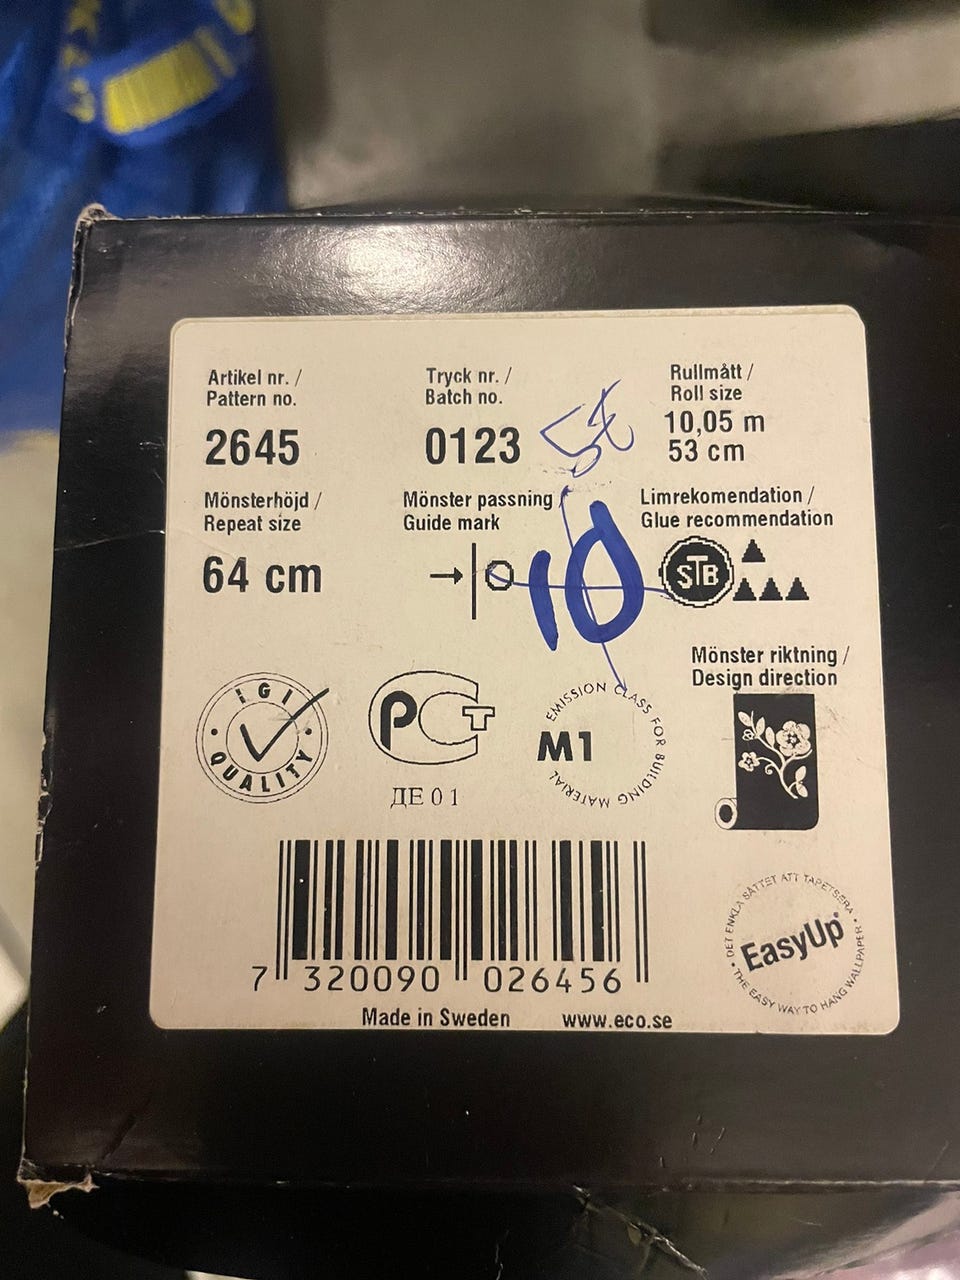 Artikel nr. /
Pattern no.
2645
Tryck nr. /
Batch no.
0123
Rullmått /
Roll size
10,05 m
53 cm
Mönsterhöjd /
Repeat size
64 cm
Mönster passning /
Guide mark
Limrekomendation /
Glue recommendation
STB
10
Mönster riktning /
Design direction
IGI
QUALITY
PCT
ДЕ 0 1
EMISSION CLASS FOR BUILDING MATERIAL
M1
7 320090 026456
DET ENKLA SÄTTET ATT TAPETSERA
EasyUp
THE EASY WAY TO HANG WALLPAPER
Made in Sweden www.eco.se